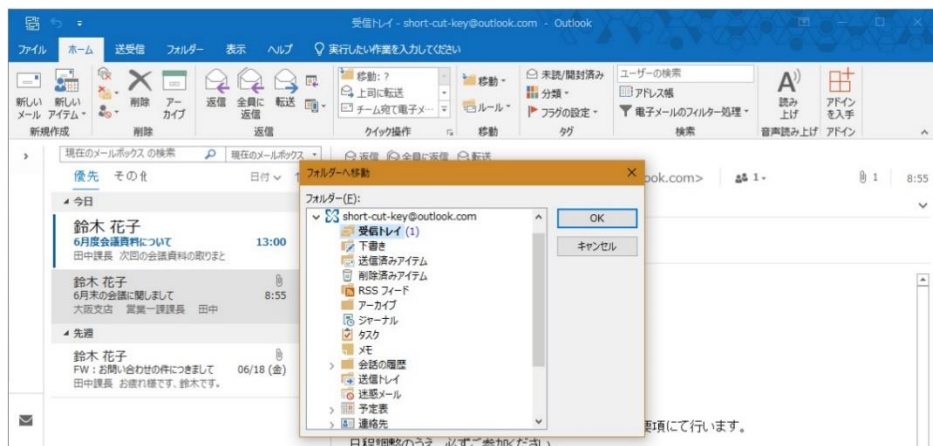 受信トレイ - short-cut-key@outlook.com - Outlook
ファイル ホーム 送受信 フォルダー 表示 ヘルプ 実行したい作業を入力してください
新しい メール
新しい アイテム
削除
アー カイブ
返信
全員に 返信
転送
移動: ?
上司に転送
チーム宛て電子メー
移動
ルール
未読/開封済み
分類
フラグの設定
ユーザーの検索
アドレス帳
電子メールのフィルター処理
読み 上げ
アドイン を入手
新規作成 削除 返信 クイック操作 移動 タグ 検索 音声読み上げ アドイン
現在のメールボックス の検索 現在のメールボックス
返信 全員に返信 転送
優先 その他 日付
今日
鈴木 花子
6月度会議資料について 13:00
田中課長 次回の会議資料の取りまと
鈴木 花子
6月末の会議に関しまして 8:55
大阪支店 営業一課課長 田中
先週
鈴木 花子
FW:お問い合わせの件につきまして 06/18 (金)
田中課長 お疲れ様です、鈴木です。
フォルダーへ移動
フォルダー(F):
short-cut-key@outlook.com
受信トレイ (1)
下書き
送信済みアイテム
削除済みアイテム
RSS フィード
アーカイブ
ジャーナル
タスク
メモ
会話の履歴
送信トレイ
迷惑メール
予定表
連絡先
OK
キャンセル
ook.com> 1 1 8:55
要項にて行います。
日程調整のうえ、必ずご参加ください